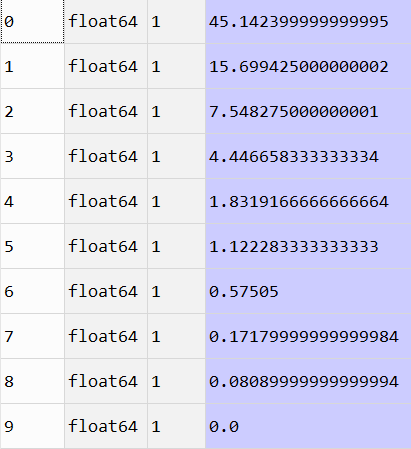 0 float64 1 45.142399999999995
1 float64 1 15.699425000000002
2 float64 1 7.548275000000001
3 float64 1 4.446658333333334
4 float64 1 1.8319166666666664
5 float64 1 1.122283333333333
6 float64 1 0.57505
7 float64 1 0.17179999999999984
8 float64 1 0.08089999999999994
9 float64 1 0.0